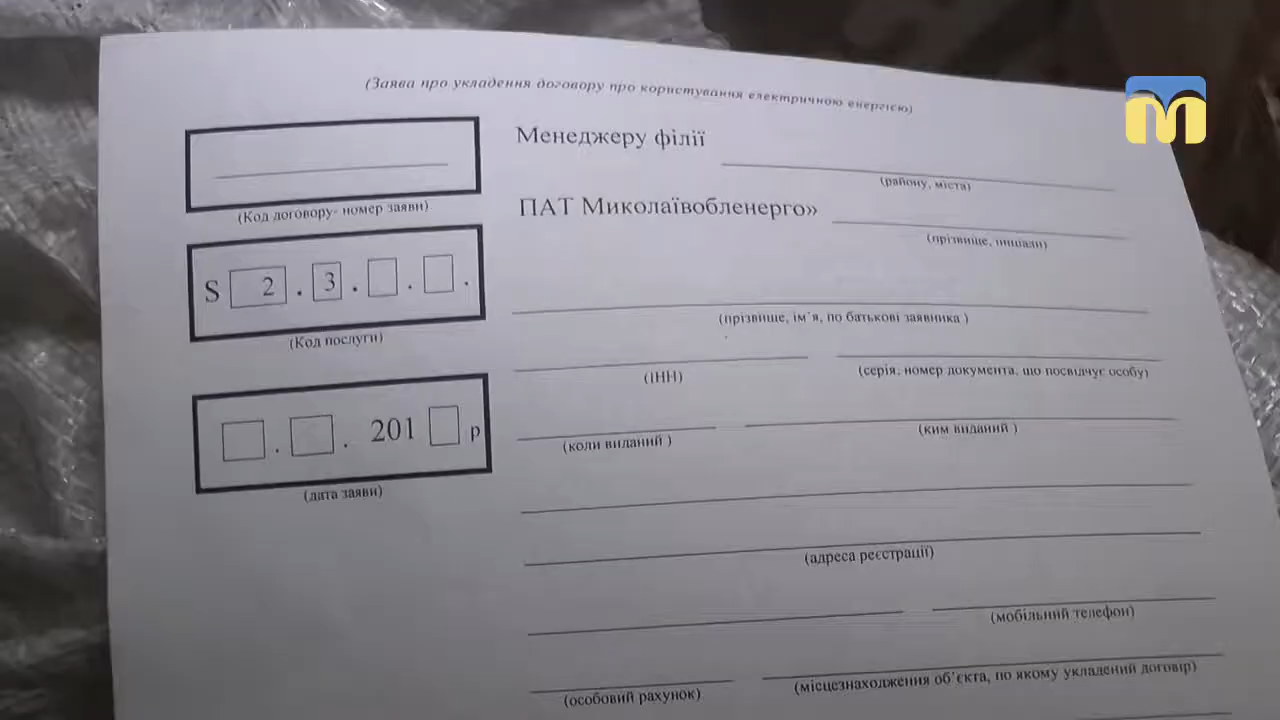 (Заява про укладення договору про користування електричною енергією)
Менеджеру філії
(району, міста)
ПАТ Миколаївобленерго»
(прізвище, ініціали)
(Код договору- номер заяви)
S 2 . 3 . . .
(Код послуги)
. . 201 р
(дата заяви)
(прізвище, ім’я, по батькові заявника )
(ІНН) (серія, номер документа, що посвідчує особу)
(коли виданий ) (ким виданий )
(адреса реєстрації)
(мобільний телефон)
(особовий рахунок) (місцезнаходження об’єкта, по якому укладений договір)